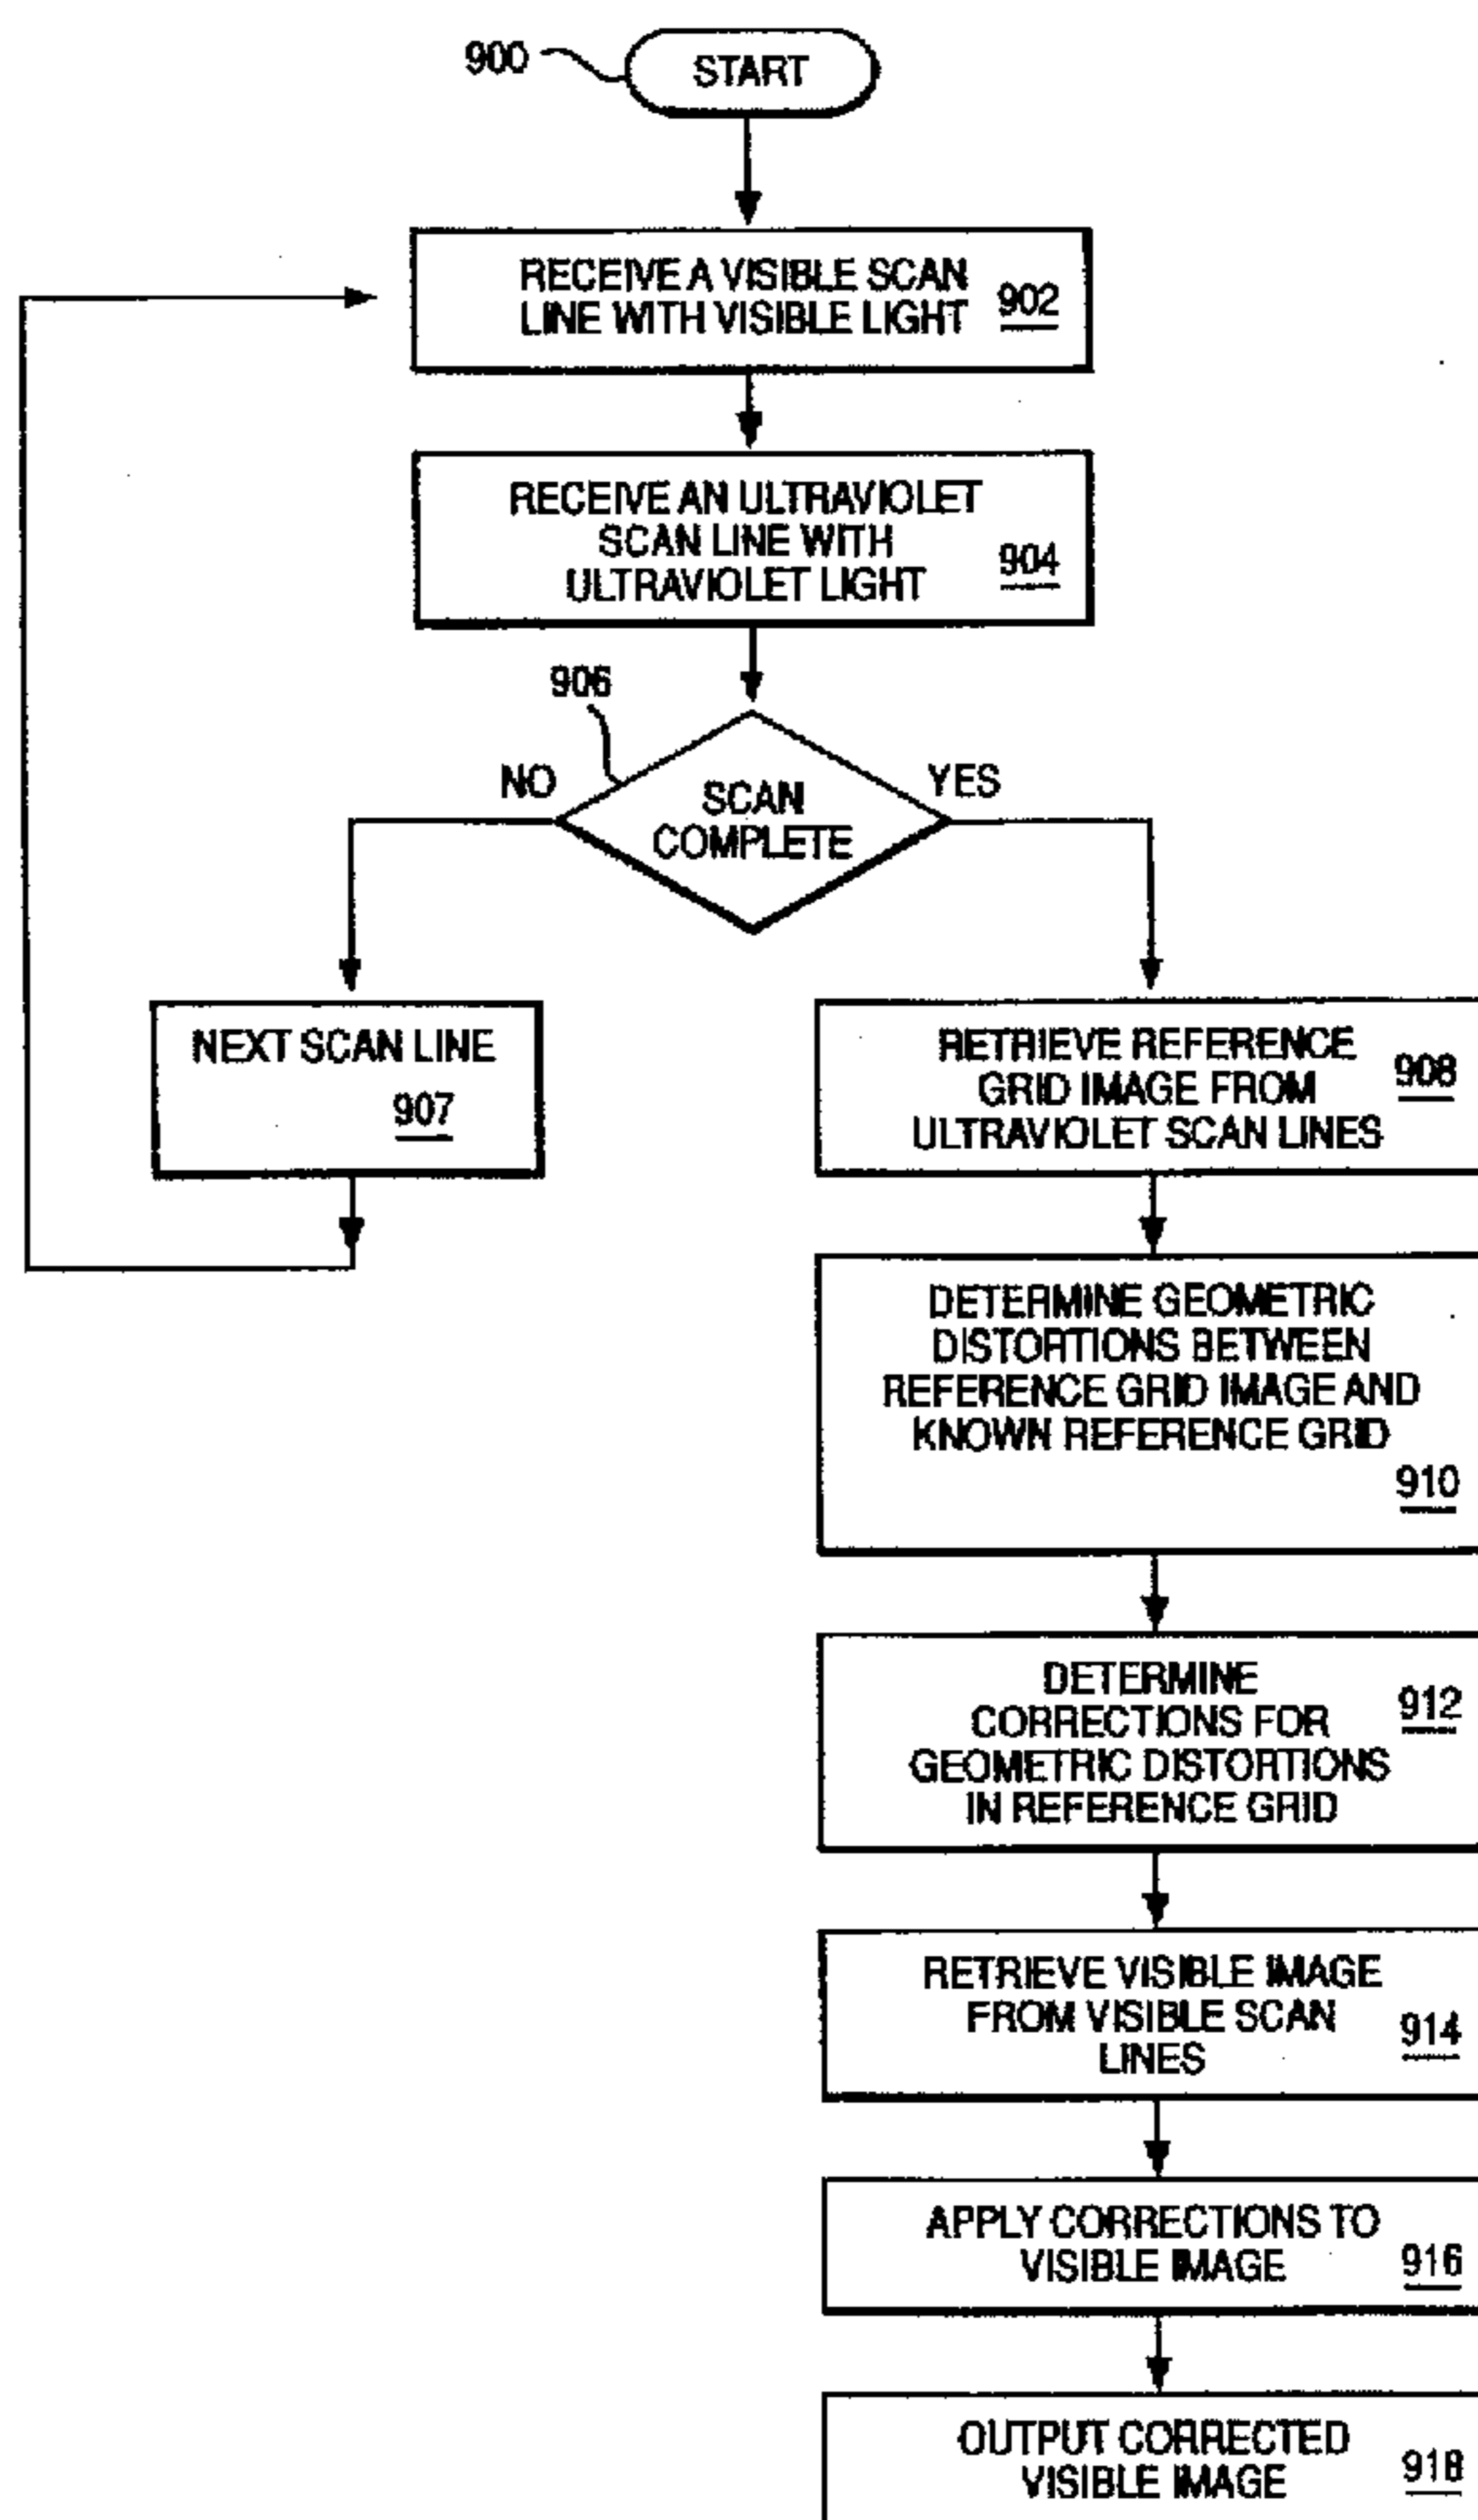 900
START
RECEIVE A VISIBLE SCAN
LINE WITH VISIBLE LIGHT
902
RECEIVE AN ULTRAVIOLET
SCAN LINE WITH
ULTRAVIOLET LIGHT
904
906
NO
SCAN
COMPLETE
YES
NEXT SCAN LINE
907
RETRIEVE REFERENCE
GRID IMAGE FROM
ULTRAVIOLET SCAN LINES
908
DETERMINE GEOMETRIC
DISTORTIONS BETWEEN
REFERENCE GRID IMAGE AND
KNOWN REFERENCE GRID
910
DETERMINE
CORRECTIONS FOR
GEOMETRIC DISTORTIONS
IN REFERENCE GRID
912
RETRIEVE VISIBLE IMAGE
FROM VISIBLE SCAN
LINES
914
APPLY CORRECTIONS TO
VISIBLE IMAGE
916
OUTPUT CORRECTED
VISIBLE IMAGE
918